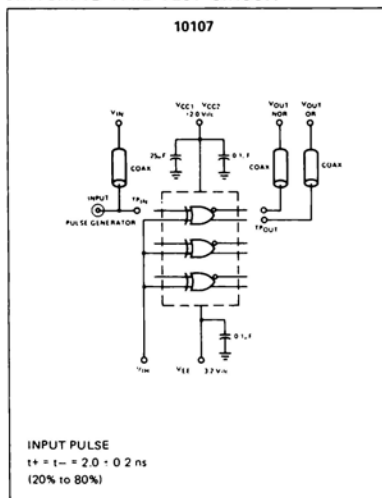 10107
VIN
VCC1 VCC2
+2.0 Vdc
VOUT
NOR
VOUT
OR
25µF
0.1µF
COAX
COAX
COAX
INPUT
TPIN
PULSE GENERATOR
TPOUT
0.1µF
VIH
VEE
3.2 Vdc
INPUT PULSE
t+ = t– = 2.0 ± 0.2 ns
(20% to 80%)